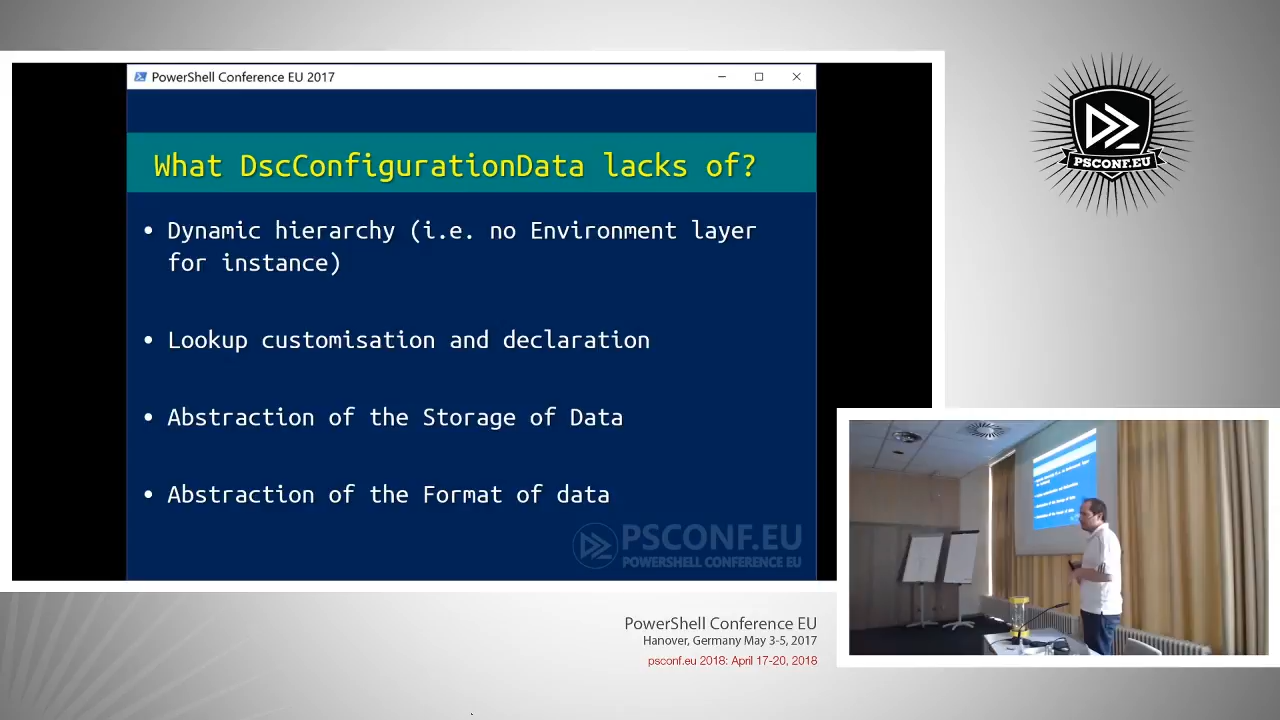 PowerShell Conference EU 2017
What DscConfigurationData lacks of?
• Dynamic hierarchy (i.e. no Environment layer
for instance)
• Lookup customisation and declaration
• Abstraction of the Storage of Data
• Abstraction of the Format of data
PSCONF.EU
POWERSHELL CONFERENCE EU
PSCONF.EU
PowerShell Conference EU
Hanover, Germany May 3-5, 2017
psconf.eu 2018: April 17-20, 2018